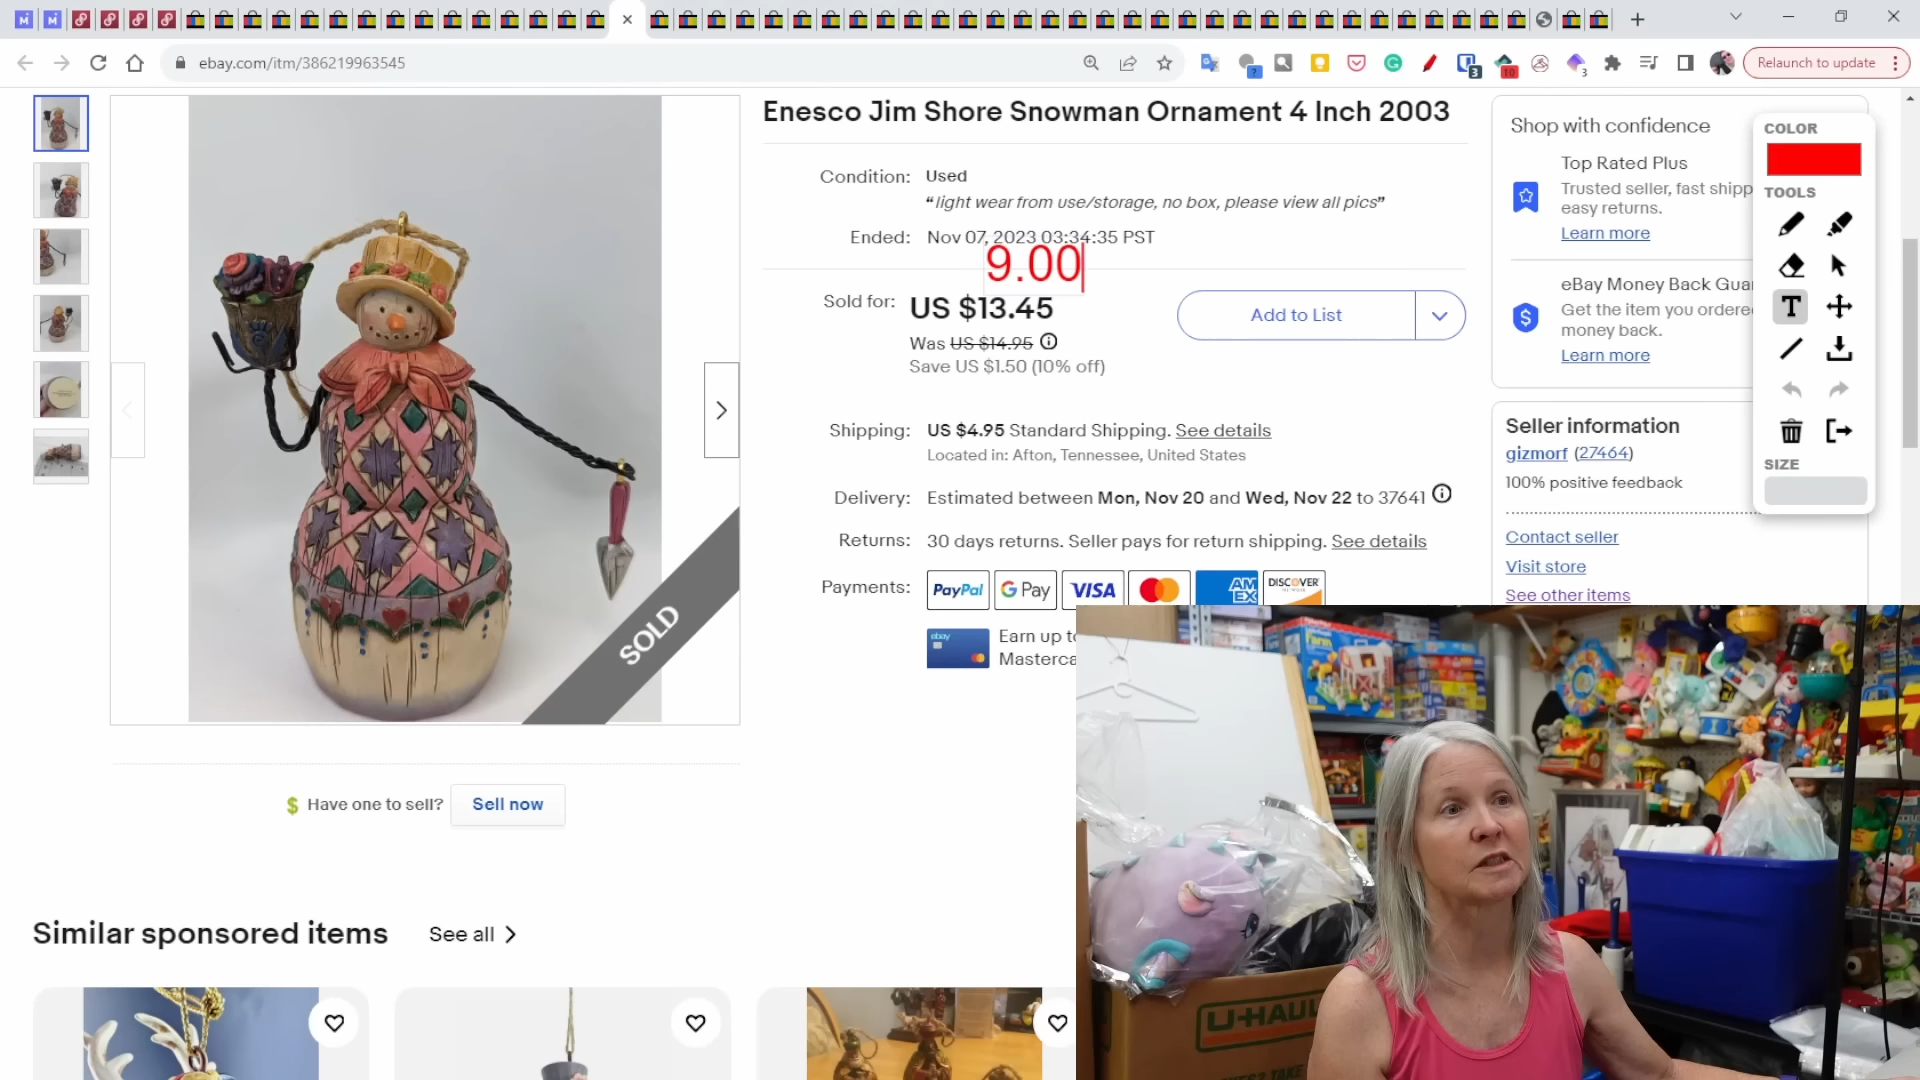 ebay.com/itm/386219963545
Relaunch to update
Enesco Jim Shore Snowman Ornament 4 Inch 2003
Condition: Used
“light wear from use/storage, no box, please view all pics”
Ended: Nov 07, 2023 03:34:35 PST
9.00
Sold for: US $13.45
Was US $14.95
Save US $1.50 (10% off)
Add to List
Shipping: US $4.95 Standard Shipping. See details
Located in: Afton, Tennessee, United States
Delivery: Estimated between Mon, Nov 20 and Wed, Nov 22 to 37641
Returns: 30 days returns. Seller pays for return shipping. See details
Payments: PayPal G Pay VISA AM EX DISCOVER
ebay
Earn up to
Masterca
SOLD
Have one to sell? Sell now
Similar sponsored items See all
Shop with confidence
Top Rated Plus
Trusted seller, fast shipp
easy returns.
Learn more
eBay Money Back Gua
Get the item you ordere
money back.
Learn more
Seller information
gizmorf (27464)
100% positive feedback
Contact seller
Visit store
See other items
COLOR
TOOLS
T
SIZE
U-HAUL